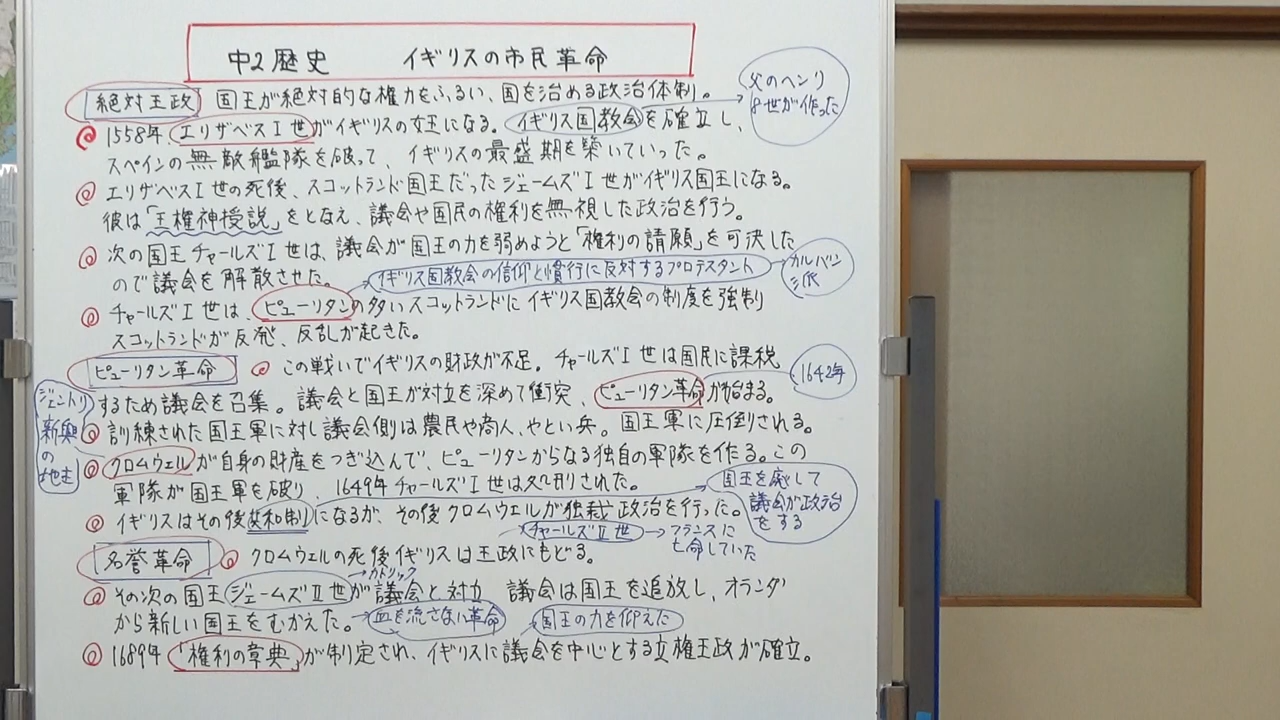 中2歴史 イギリスの市民革命
絶対王政 国王が絶対的な権力をふるい、国を治める政治体制。
父のヘンリ
8世が作った
1558年、エリザベスⅠ世がイギリスの女王になる。イギリス国教会を確立し、
スペインの無敵艦隊を破って、イギリスの最盛期を築いていった。
エリザベスⅠ世の死後、スコットランド国王だったジェームズⅠ世がイギリス国王になる。
彼は「王権神授説」をとなえ、議会や国民の権利を無視した政治を行う。
次の国王チャールズⅠ世は、議会が国王の力を弱めようと「権利の請願」を可決した
ので議会を解散させた。
イギリス国教会の信仰と慣行に反対するプロテスタント
カルバン
派
チャールズⅠ世は、ピューリタンの多いスコットランドにイギリス国教会の制度を強制
スコットランドが反発、反乱が起きた。
ピューリタン革命 この戦いでイギリスの財政が不足。チャールズⅠ世は国民に課税
するため議会を召集。議会と国王が対立を深めて衝突、ピューリタン革命が始まる。
1642年
訓練された国王軍に対し議会側は農民や商人、やとい兵。国王軍に圧倒される。
ジェントリ
新興
の
地主
クロムウェルが自身の財産をつぎ込んで、ピューリタンからなる独自の軍隊を作る。この
軍隊が国王軍を破り、1649年チャールズⅠ世は処刑された。
国王を廃して
議会が政治
をする
イギリスはその後共和制になるが、その後クロムウェルが独裁政治を行った。
チャールズⅡ世→フランスに
亡命していた
名誉革命 クロムウェルの死後イギリスは王政にもどる。
その次の国王ジェームズⅡ世が議会と対立 議会は国王を追放し、オランダ
カトリック
から新しい国王をむかえた。→血を流さない革命
国王の力を抑えた
1689年「権利の章典」が制定され、イギリスに議会を中心とする立権王政が確立。